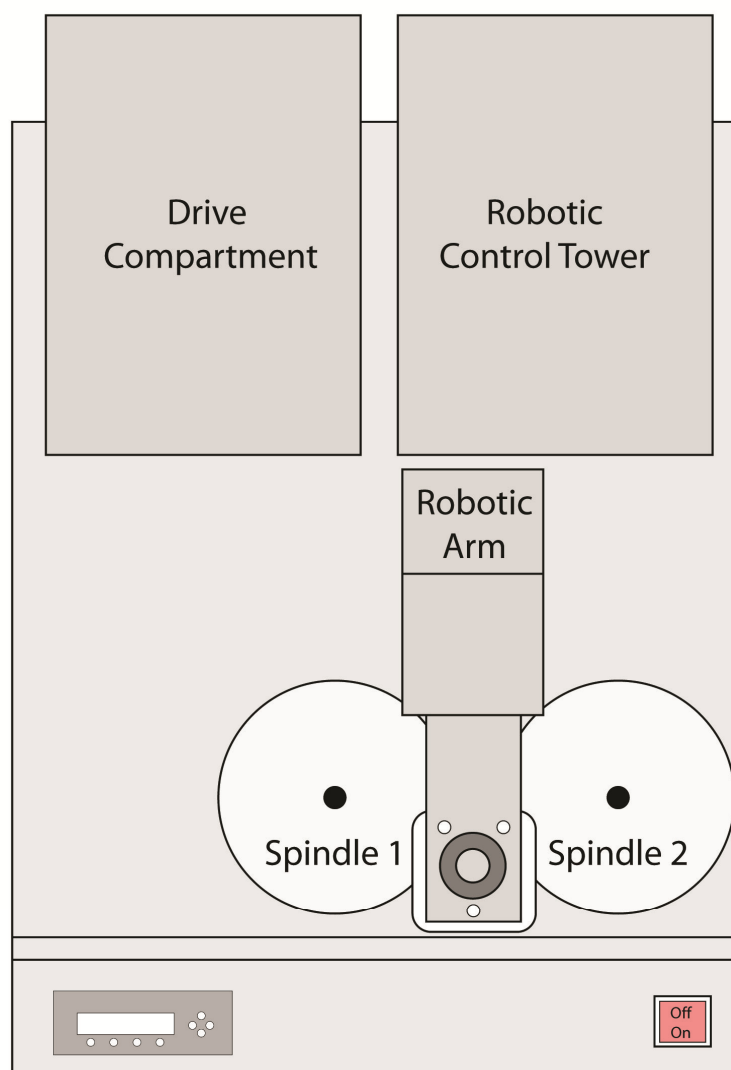 Drive
Compartment
Robotic
Control Tower
Robotic
Arm
Spindle 1
Spindle 2
Off
On